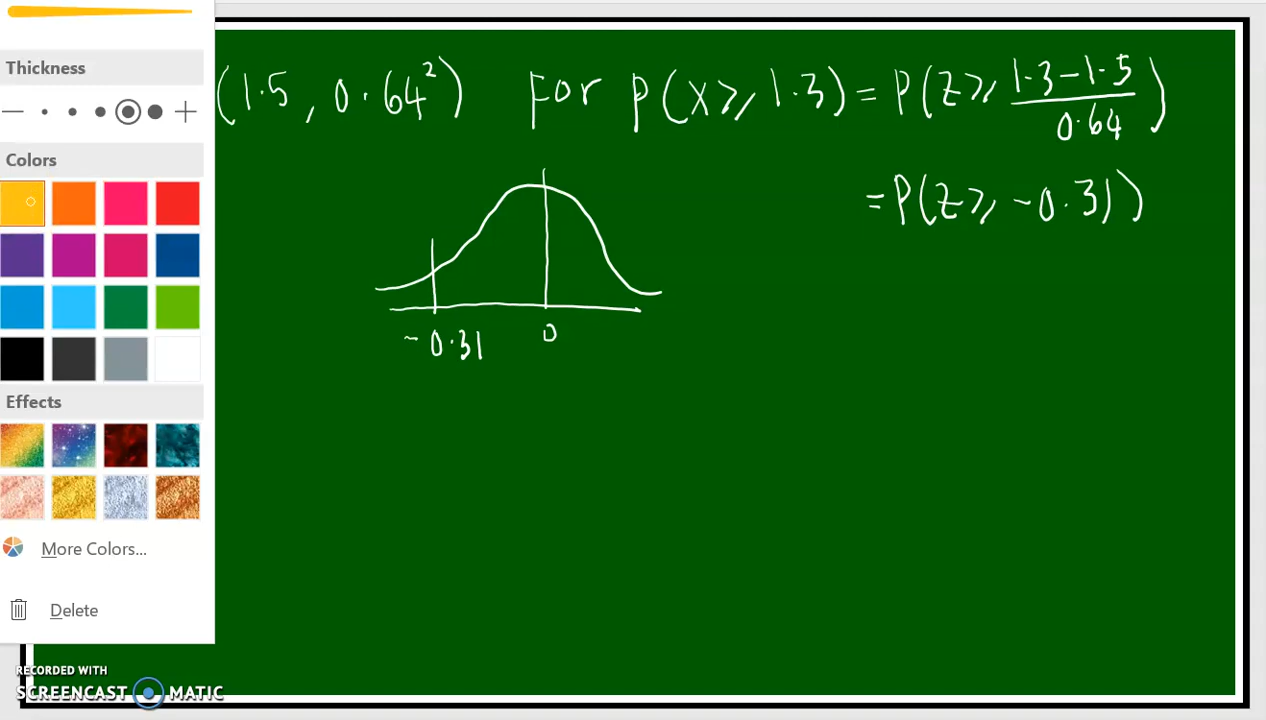 Thickness
Colors
Effects
More Colors...
Delete
(1.5, 0.64²) For P(X ⩾ 1.3) = P(Z ⩾ (1.3-1.5)/0.64)
= P(Z ⩾ -0.31)
-0.31 0
RECORDED WITH
SCREENCAST MATIC